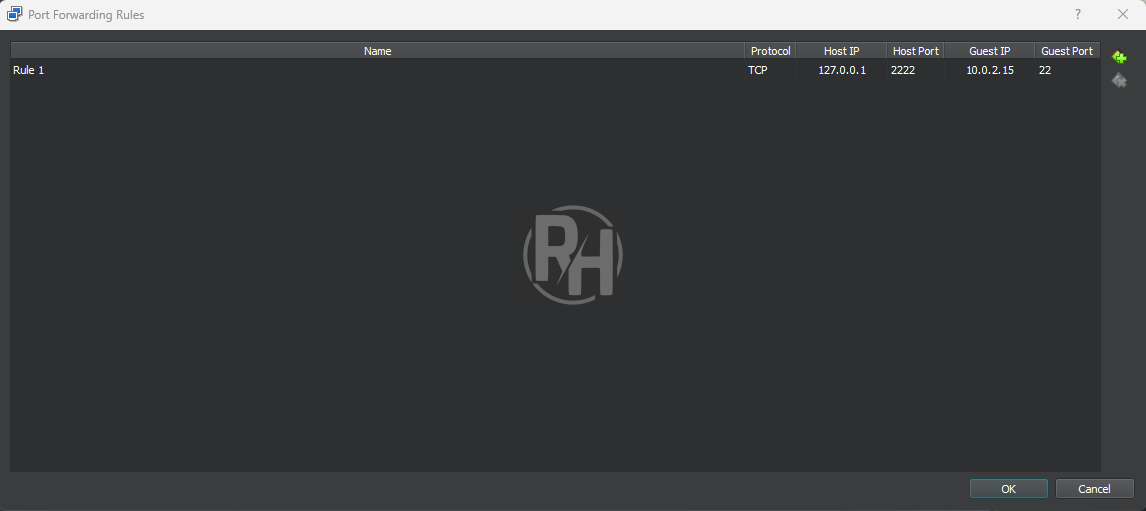 Port Forwarding Rules ? ×
Name Protocol Host IP Host Port Guest IP Guest Port
Rule 1 TCP 127.0.0.1 2222 10.0.2.15 22
RH
OK Cancel